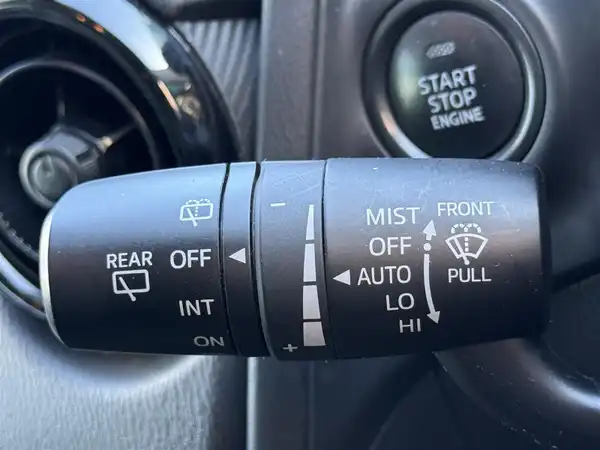 START
STOP
ENGINE
REAR
OFF
INT
ON
−
+
MIST
OFF
AUTO
LO
HI
FRONT
PULL